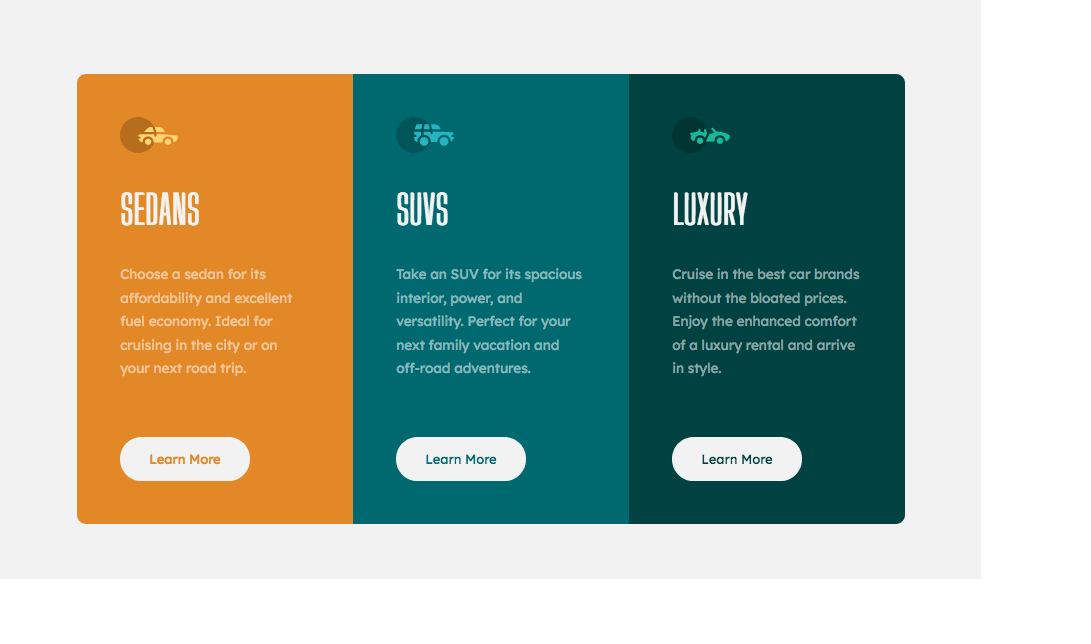 SEDANS
Choose a sedan for its
affordability and excellent
fuel economy. Ideal for
cruising in the city or on
your next road trip.
Learn More
SUVS
Take an SUV for its spacious
interior, power, and
versatility. Perfect for your
next family vacation and
off-road adventures.
Learn More
LUXURY
Cruise in the best car brands
without the bloated prices.
Enjoy the enhanced comfort
of a luxury rental and arrive
in style.
Learn More